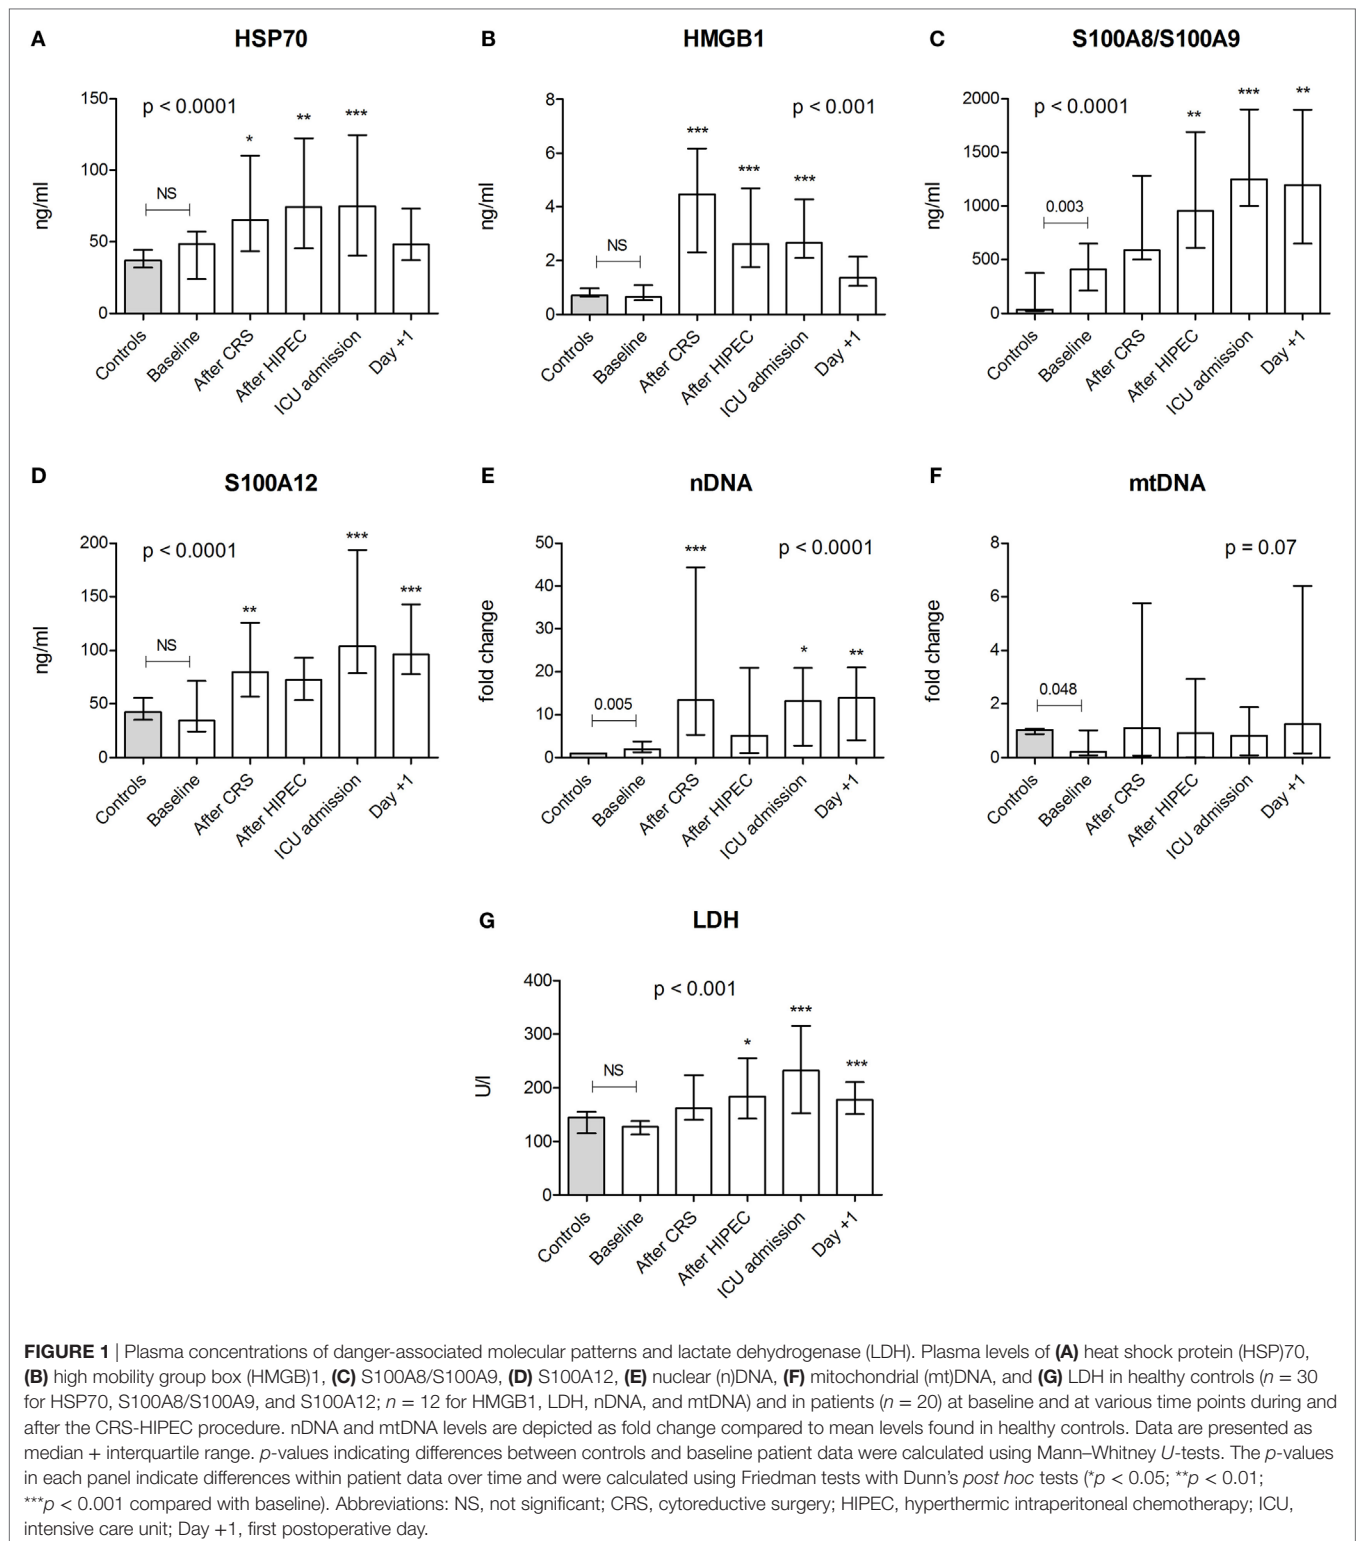 A
HSP70
p < 0.0001
ng/ml
150
100
50
0
NS
*
**
***
Controls
Baseline
After CRS
After HIPEC
ICU admission
Day +1
B
HMGB1
p < 0.001
ng/ml
8
6
4
2
0
NS
***
***
***
Controls
Baseline
After CRS
After HIPEC
ICU admission
Day +1
C
S100A8/S100A9
p < 0.0001
ng/ml
2000
1500
1000
500
0
0.003
**
***
**
Controls
Baseline
After CRS
After HIPEC
ICU admission
Day +1
D
S100A12
p < 0.0001
ng/ml
200
150
100
50
0
NS
**
***
***
Controls
Baseline
After CRS
After HIPEC
ICU admission
Day +1
E
nDNA
p < 0.0001
fold change
50
40
30
20
10
0
0.005
***
*
**
Controls
Baseline
After CRS
After HIPEC
ICU admission
Day +1
F
mtDNA
p = 0.07
fold change
8
6
4
2
0
0.048
Controls
Baseline
After CRS
After HIPEC
ICU admission
Day +1
G
LDH
p < 0.001
U/l
400
300
200
100
0
NS
*
***
***
Controls
Baseline
After CRS
After HIPEC
ICU admission
Day +1
FIGURE 1 | Plasma concentrations of danger-associated molecular patterns and lactate dehydrogenase (LDH). Plasma levels of (A) heat shock protein (HSP)70,
(B) high mobility group box (HMGB)1, (C) S100A8/S100A9, (D) S100A12, (E) nuclear (n)DNA, (F) mitochondrial (mt)DNA, and (G) LDH in healthy controls (n = 30
for HSP70, S100A8/S100A9, and S100A12; n = 12 for HMGB1, LDH, nDNA, and mtDNA) and in patients (n = 20) at baseline and at various time points during and
after the CRS-HIPEC procedure. nDNA and mtDNA levels are depicted as fold change compared to mean levels found in healthy controls. Data are presented as
median + interquartile range. p-values indicating differences between controls and baseline patient data were calculated using Mann–Whitney U-tests. The p-values
in each panel indicate differences within patient data over time and were calculated using Friedman tests with Dunn's post hoc tests (*p < 0.05; **p < 0.01;
***p < 0.001 compared with baseline). Abbreviations: NS, not significant; CRS, cytoreductive surgery; HIPEC, hyperthermic intraperitoneal chemotherapy; ICU,
intensive care unit; Day +1, first postoperative day.